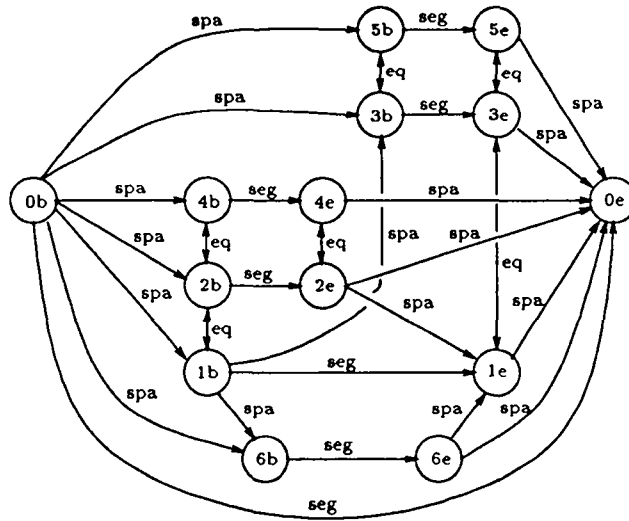 spa 5b seg 5e
eq eq
spa 3b seg 3e spa
spa
0b spa 4b seg 4e spa 0e
spa eq eq spa spa
2b seg 2e eq
spa eq spa spa
1b seg 1e
spa spa spa
spa 6b seg 6e
seg